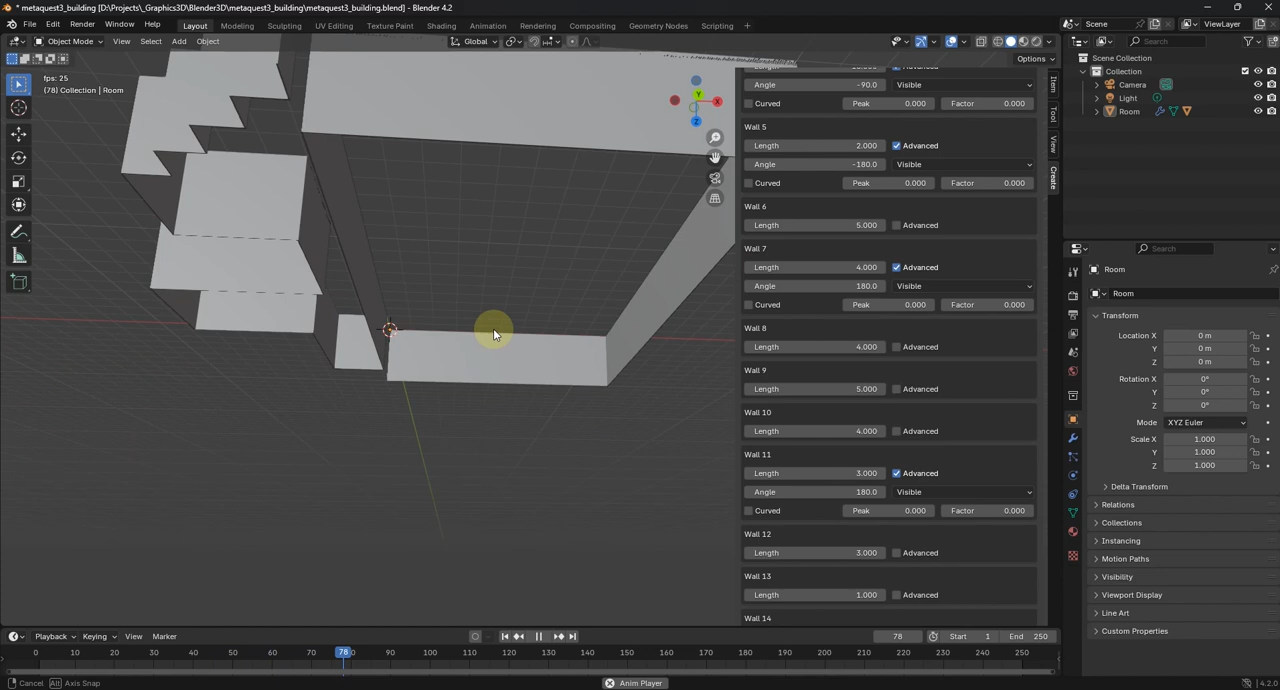 * metaquest3_building [D:\Projects\_Graphics3D\Blender3D\metaquest3_building\metaquest3_building.blend] - Blender 4.2
File Edit Render Window Help Layout Modeling Sculpting UV Editing Texture Paint Shading Animation Rendering Compositing Geometry Nodes Scripting + Scene ViewLayer
Object Mode View Select Add Object Global Search
Options
fps: 25
(78) Collection | Room
Y
X
Z
Item
Tool
View
Create
Angle -90.0 Visible
Curved Peak 0.000 Factor 0.000
Wall 5
Length 2.000 Advanced
Angle -180.0 Visible
Curved Peak 0.000 Factor 0.000
Wall 6
Length 5.000 Advanced
Wall 7
Length 4.000 Advanced
Angle 180.0 Visible
Curved Peak 0.000 Factor 0.000
Wall 8
Length 4.000 Advanced
Wall 9
Length 5.000 Advanced
Wall 10
Length 4.000 Advanced
Wall 11
Length 3.000 Advanced
Angle 180.0 Visible
Curved Peak 0.000 Factor 0.000
Wall 12
Length 3.000 Advanced
Wall 13
Length 1.000 Advanced
Wall 14
Scene Collection
Collection
Camera
Light
Room
Search
Room
Room
Transform
Location X 0 m
Y 0 m
Z 0 m
Rotation X 0°
Y 0°
Z 0°
Mode XYZ Euler
Scale X 1.000
Y 1.000
Z 1.000
Delta Transform
Relations
Collections
Instancing
Motion Paths
Visibility
Viewport Display
Line Art
Custom Properties
Playback Keying View Marker 78 Start 1 End 250
0 10 20 30 40 50 60 70 78 90 100 110 120 130 140 150 160 170 180 190 200 210 220 230 240 250
Cancel Alt Axis Snap Anim Player 4.2.0